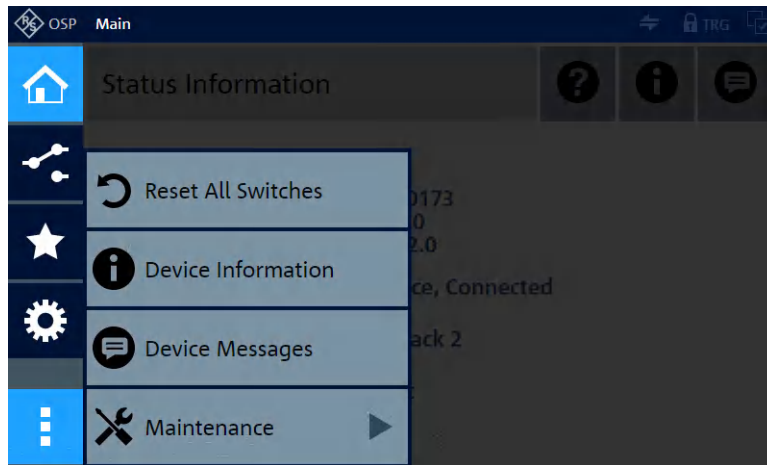 R&S OSP Main TRG
Status Information
Reset All Switches
0173
0
2.0
Device Information
ce, Connected
Device Messages
ack 2
Maintenance